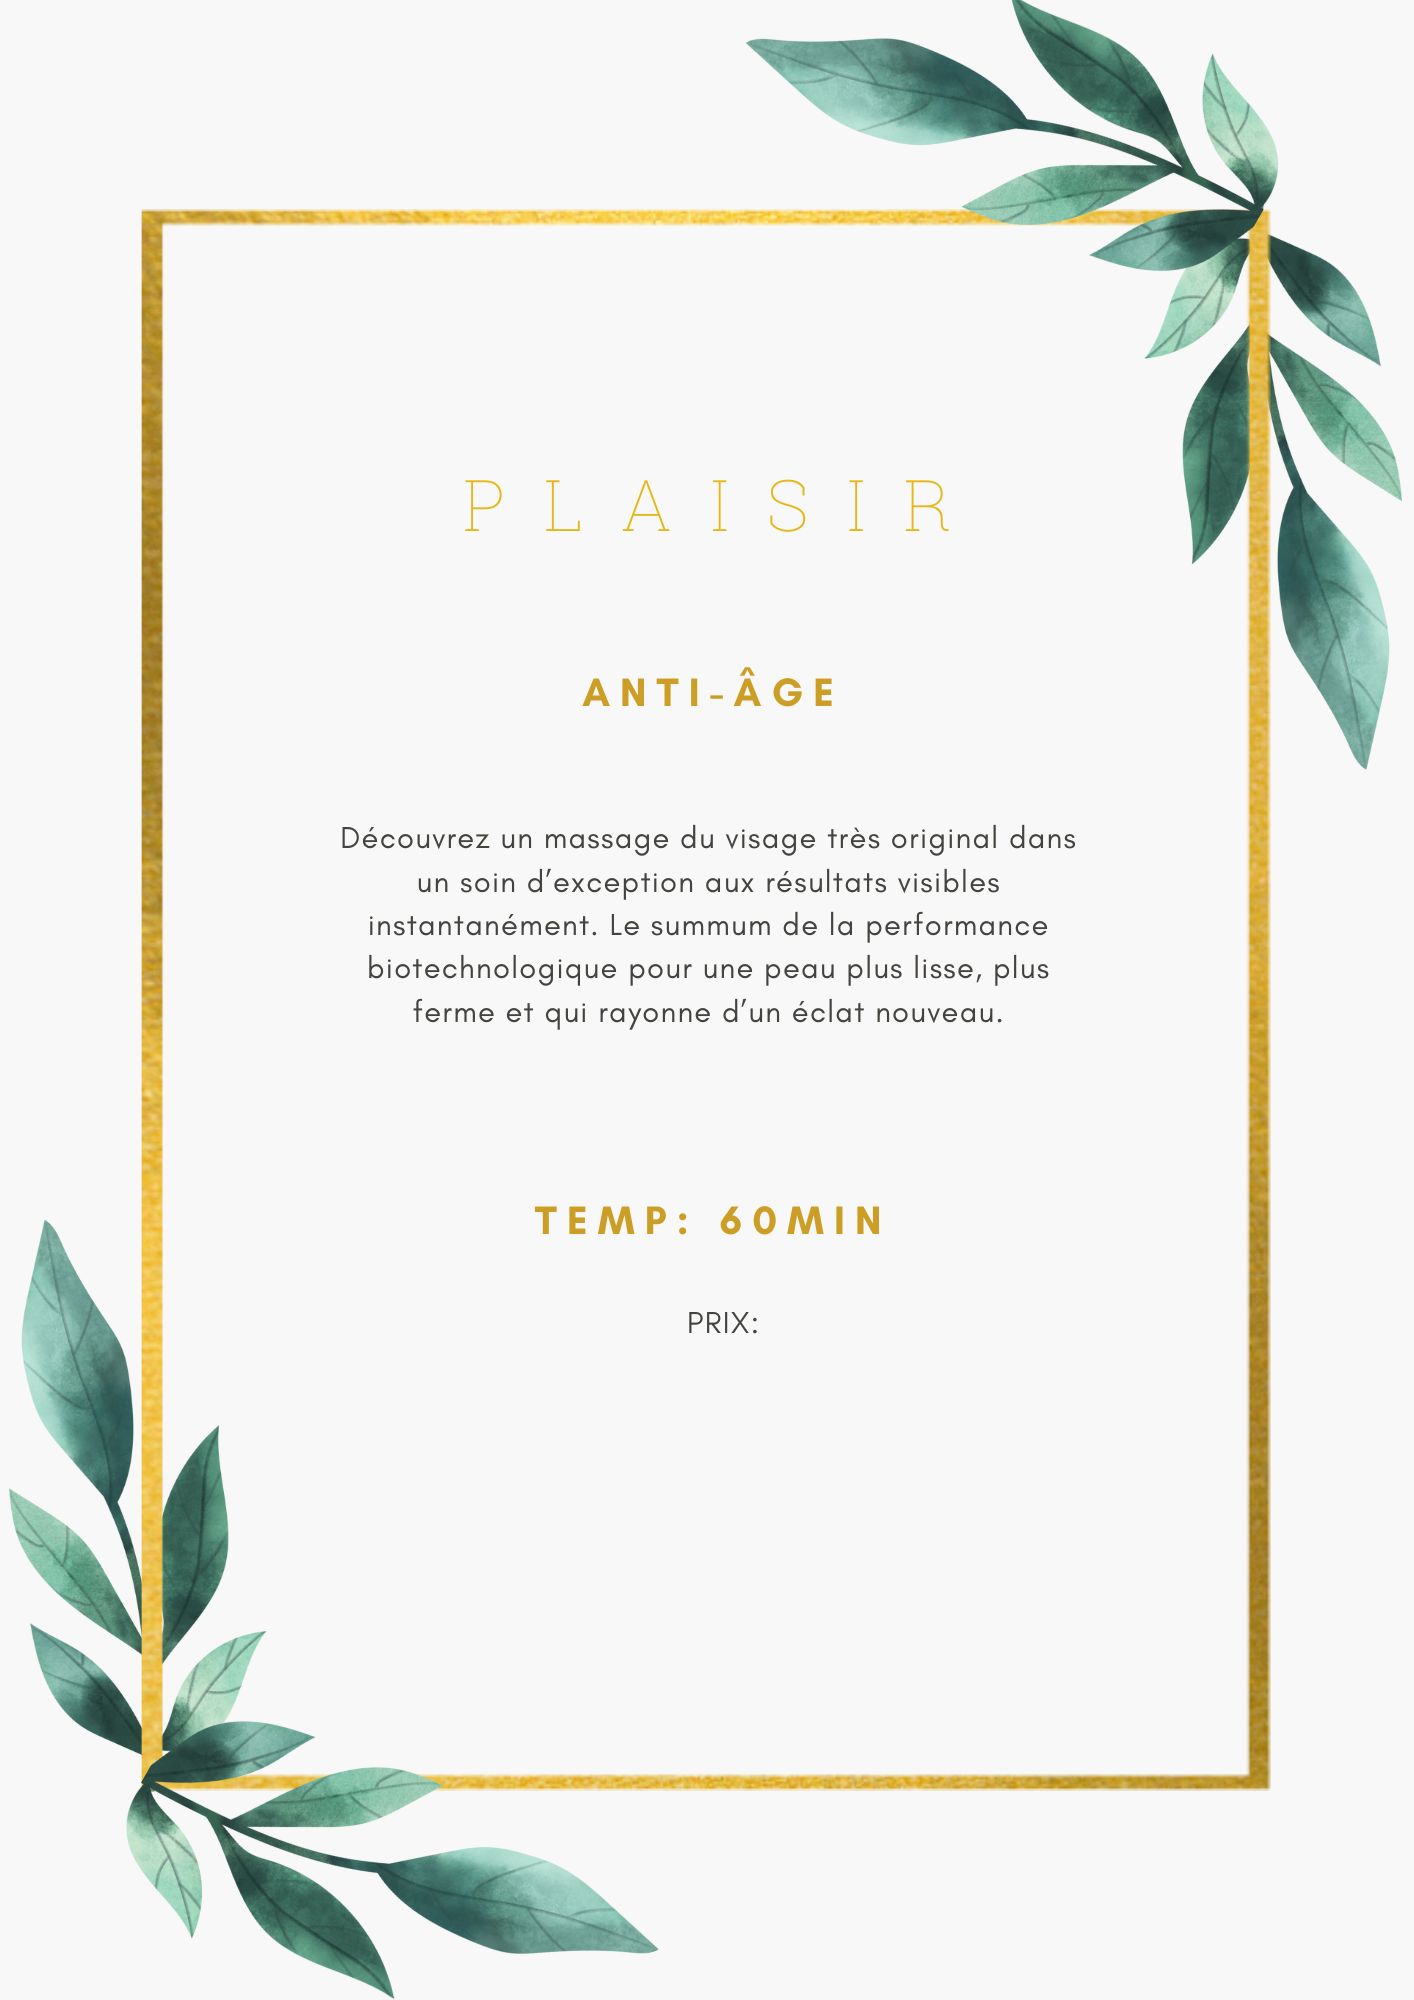 PLAISIR
ANTI-ÂGE
Découvrez un massage du visage très original dans
un soin d’exception aux résultats visibles
instantanément. Le summum de la performance
biotechnologique pour une peau plus lisse, plus
ferme et qui rayonne d’un éclat nouveau.
TEMP: 60MIN
PRIX: